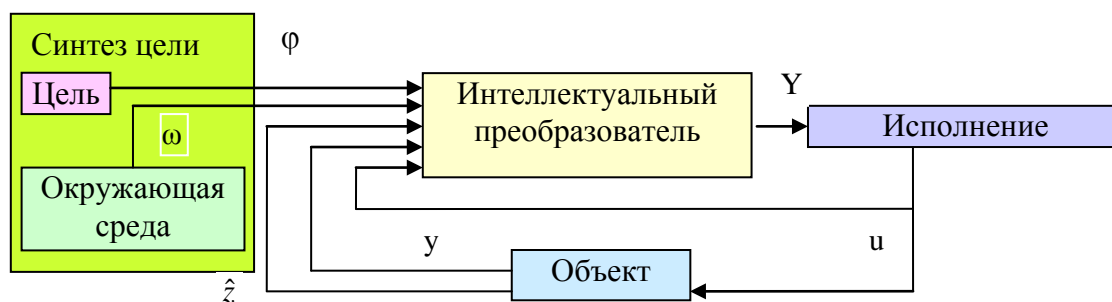 Синтез цели
φ
Цель
ω
Окружающая
среда
ẑ
Интеллектуальный
преобразователь
Y
Исполнение
y
u
Объект